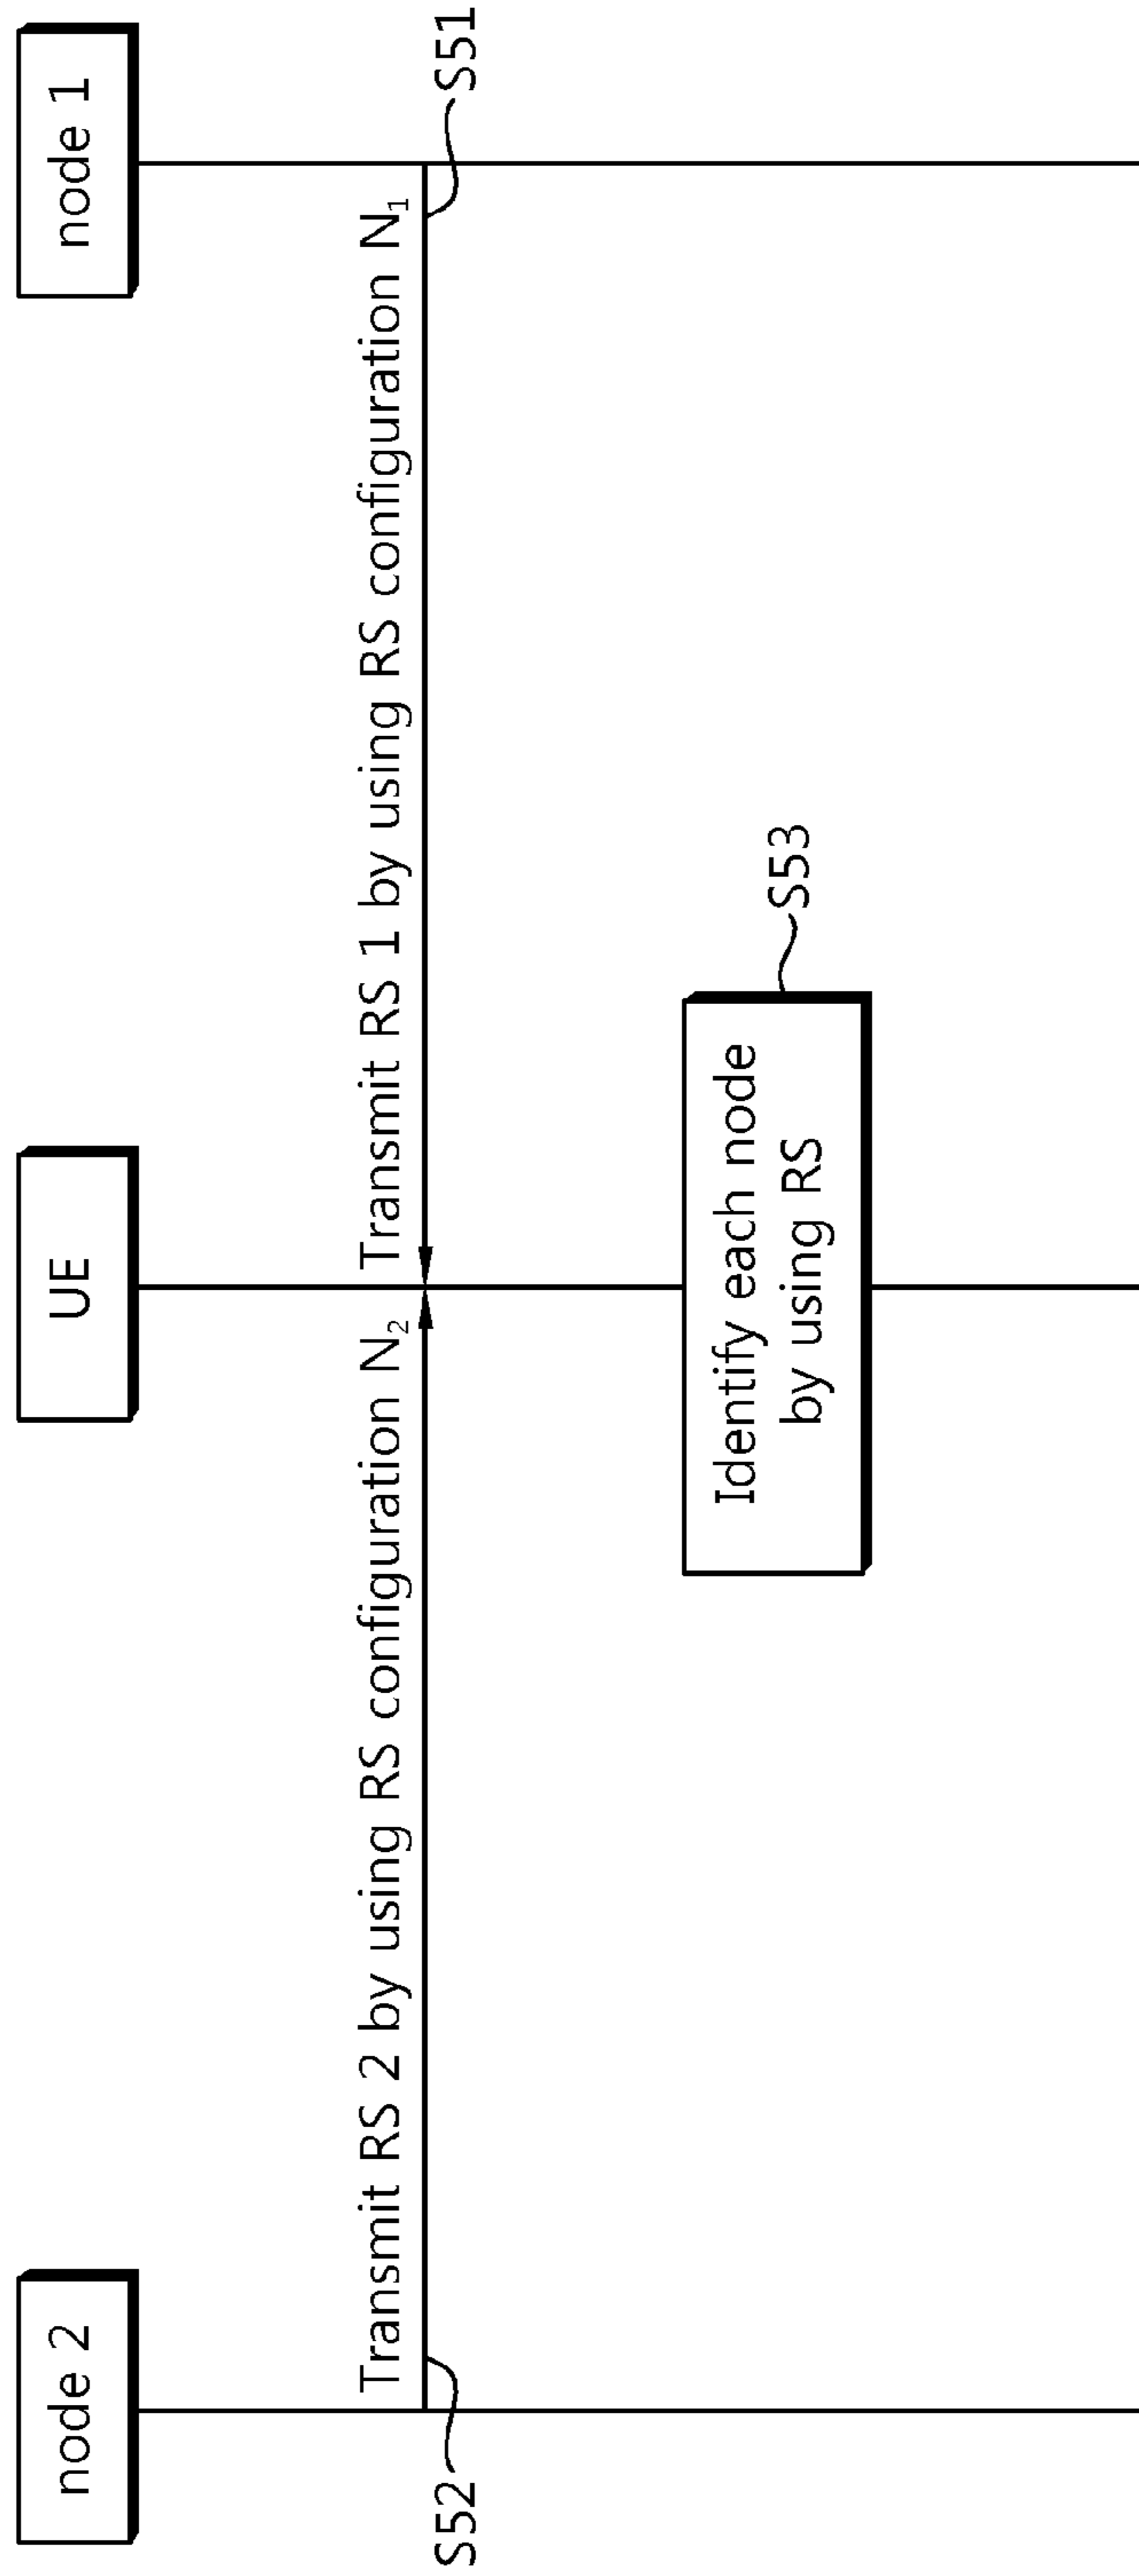 node 2
UE
node 1
Transmit RS 2 by using RS configuration N₂
Transmit RS 1 by using RS configuration N₁
S52
S51
Identify each node
by using RS
S53